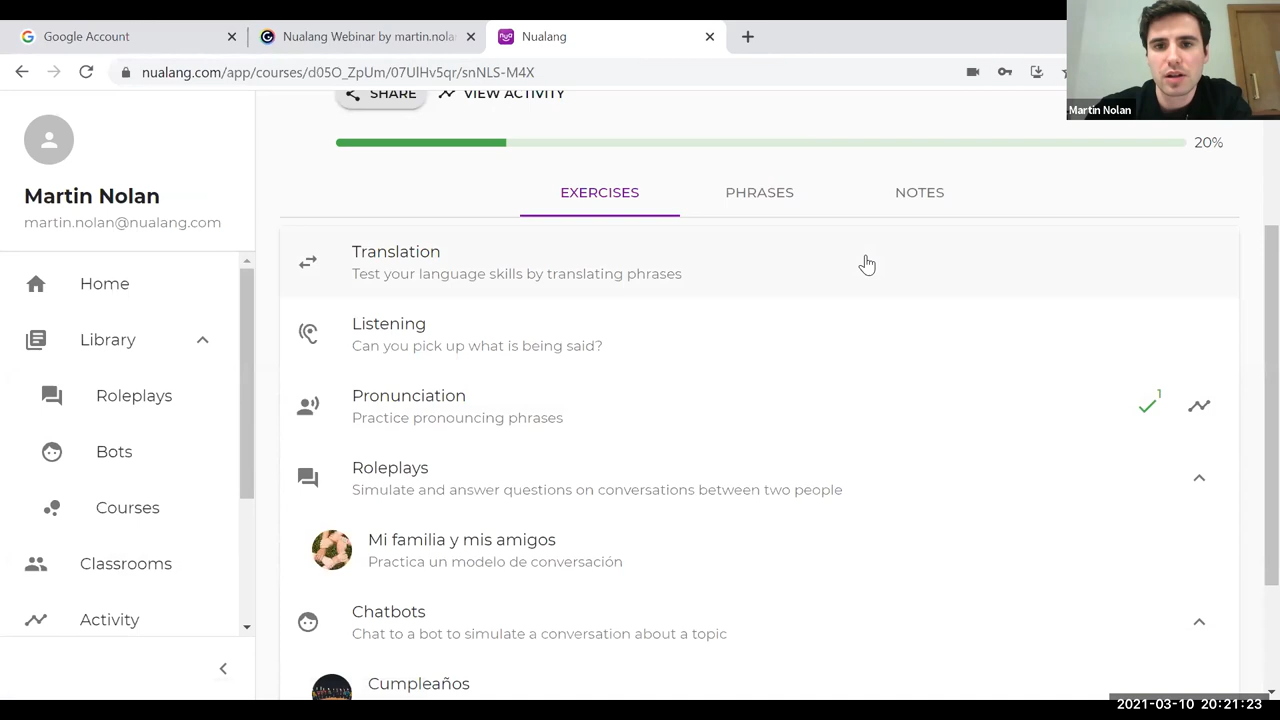 Google Account
Nualang Webinar by martin.nola
Nualang
nualang.com/app/courses/d05O_ZpUm/07UlHv5qr/snNLS-M4X
Martin Nolan
SHARE
VIEW ACTIVITY
20%
Martin Nolan
martin.nolan@nualang.com
Home
Library
Roleplays
Bots
Courses
Classrooms
Activity
EXERCISES
PHRASES
NOTES
Translation
Test your language skills by translating phrases
Listening
Can you pick up what is being said?
Pronunciation
Practice pronouncing phrases
1
Roleplays
Simulate and answer questions on conversations between two people
Mi familia y mis amigos
Practica un modelo de conversación
Chatbots
Chat to a bot to simulate a conversation about a topic
Cumpleaños
2021-03-10 20:21:23